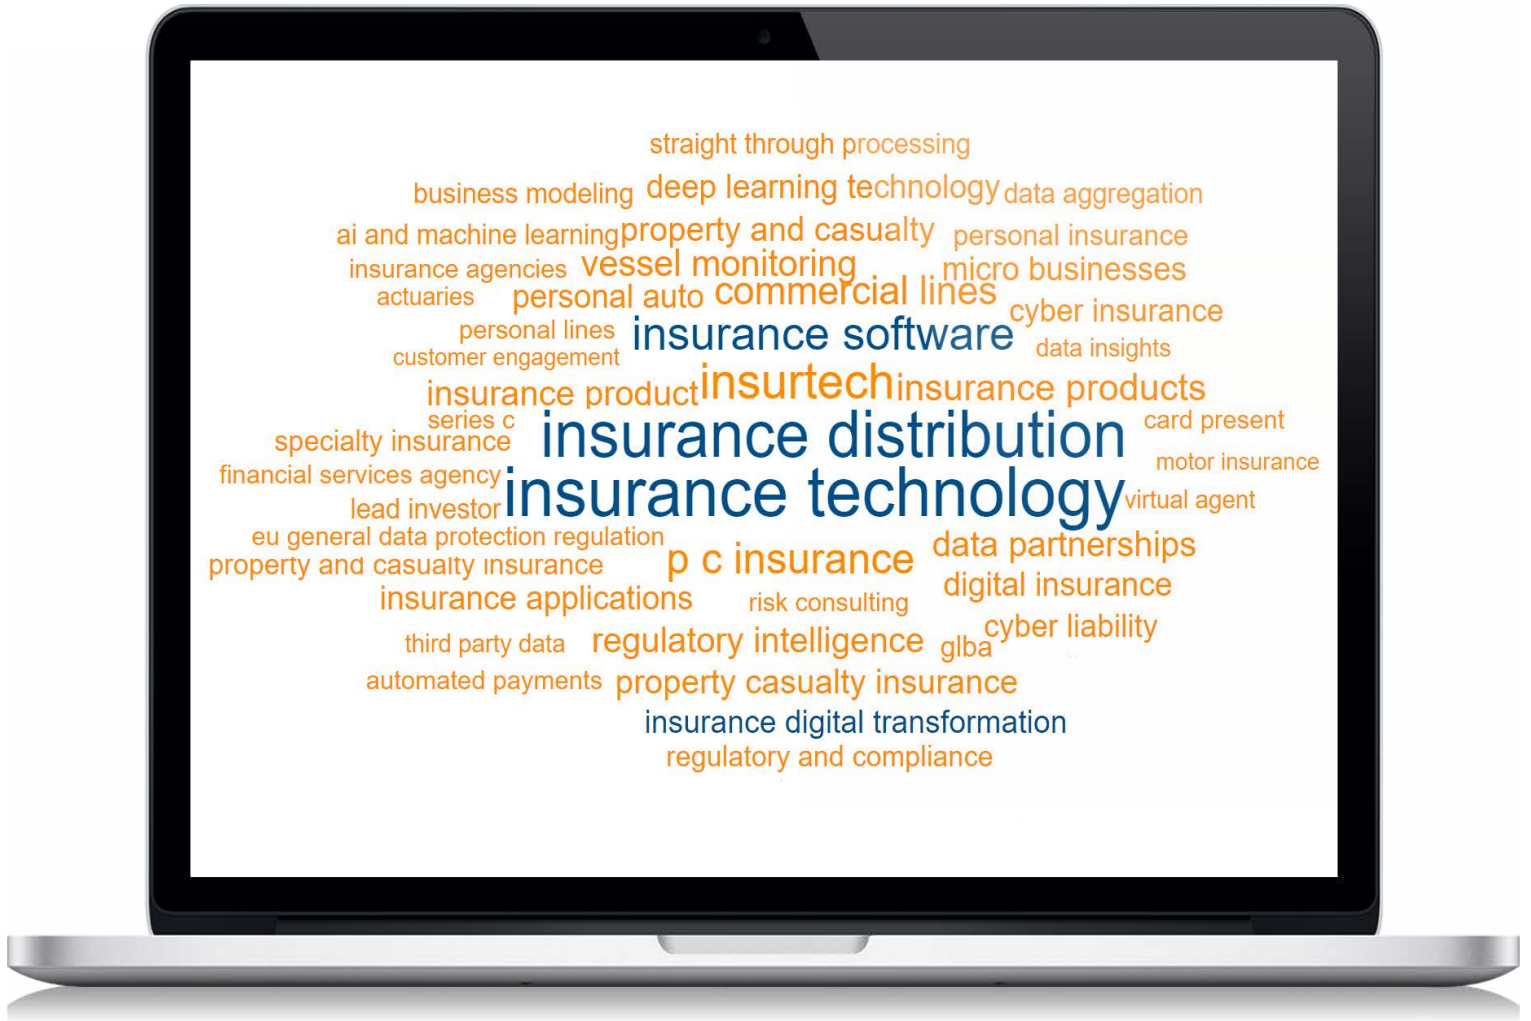 straight through processing
business modeling deep learning technology data aggregation
ai and machine learning property and casualty personal insurance
insurance agencies vessel monitoring micro businesses
actuaries personal auto commercial lines cyber insurance
personal lines insurance software data insights
customer engagement
insurance product insurtech insurance products
series c insurance distribution card present
specialty insurance motor insurance
financial services agency insurance technology virtual agent
lead investor
eu general data protection regulation data partnerships
property and casualty insurance p c insurance digital insurance
insurance applications risk consulting cyber liability
third party data regulatory intelligence glba
automated payments property casualty insurance
insurance digital transformation
regulatory and compliance